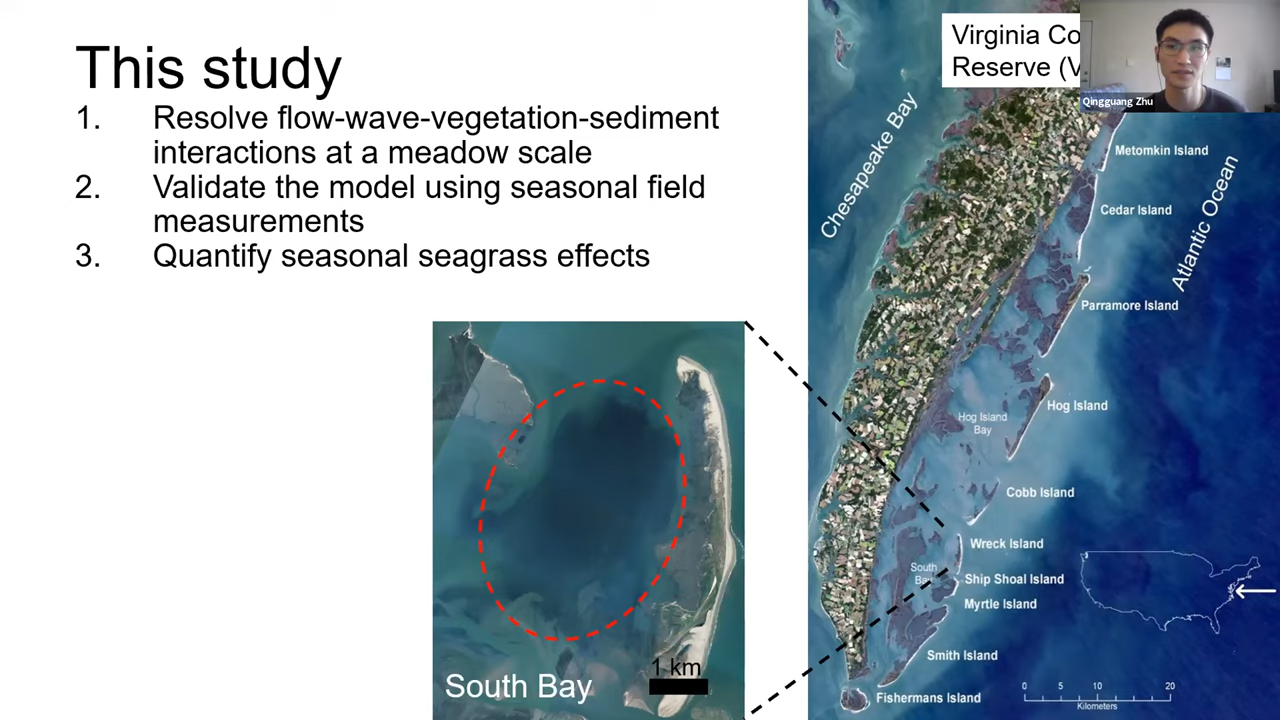 This study
1. Resolve flow-wave-vegetation-sediment
interactions at a meadow scale
2. Validate the model using seasonal field
measurements
3. Quantify seasonal seagrass effects
South Bay
1 km
Virginia
Reserve
Qingguang Zhu
Chesapeake Bay
Atlantic Ocean
Metomkin Island
Cedar Island
Parramore Island
Hog Island
Hog Island
Bay
Cobb Island
Wreck Island
South
Bay
Ship Shoal Island
Myrtle Island
Smith Island
Fishermans Island
0 5 10 20
Kilometers